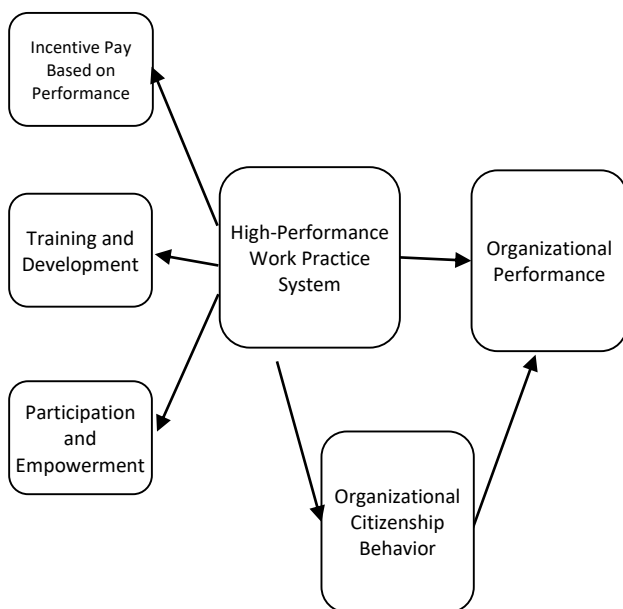 Incentive Pay
Based on
Performance
Training and
Development
High-Performance
Work Practice
System
Organizational
Performance
Participation
and
Empowerment
Organizational
Citizenship
Behavior